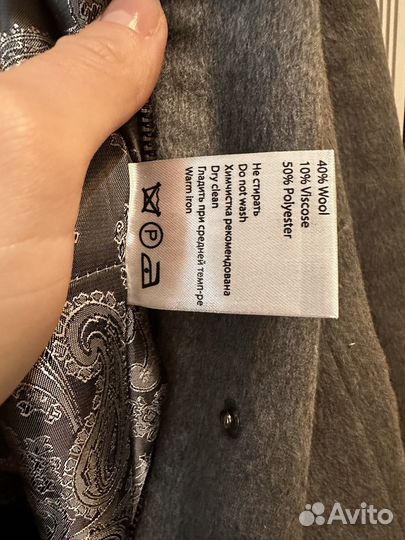 40% Wool
10% Viscose
50% Polyester
Не стирать
Do not wash
Химчистка рекомендована
Dry clean
Гладить при средней темп-ре
Warm iron
P
Avito